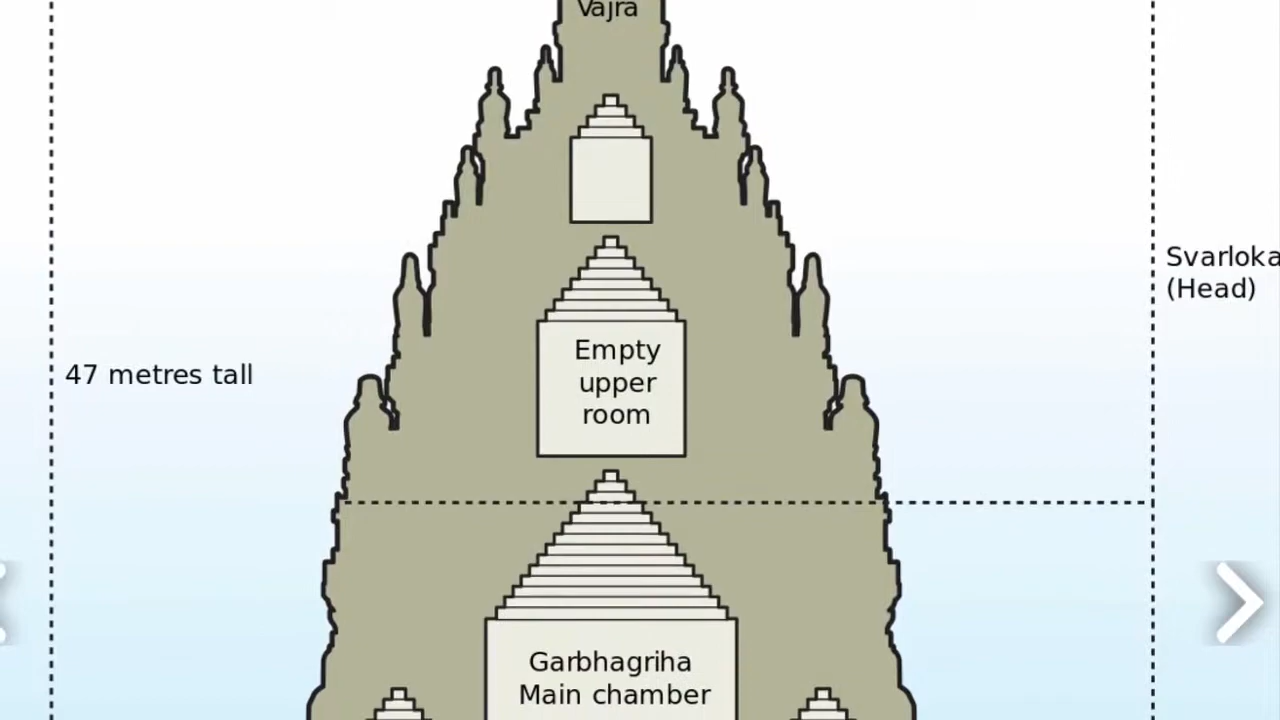 Vajra
Svarloka
(Head)
47 metres tall
Empty
upper
room
Garbhagriha
Main chamber